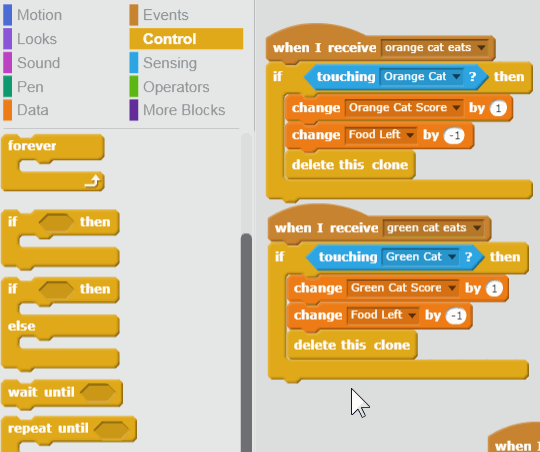 Motion
Looks
Sound
Pen
Data
Events
Control
Sensing
Operators
More Blocks
forever
if then
if then
else
wait until
repeat until
when I receive orange cat eats
if touching Orange Cat ? then
change Orange Cat Score by 1
change Food Left by -1
delete this clone
when I receive green cat eats
if touching Green Cat ? then
change Green Cat Score by 1
change Food Left by -1
delete this clone
when I